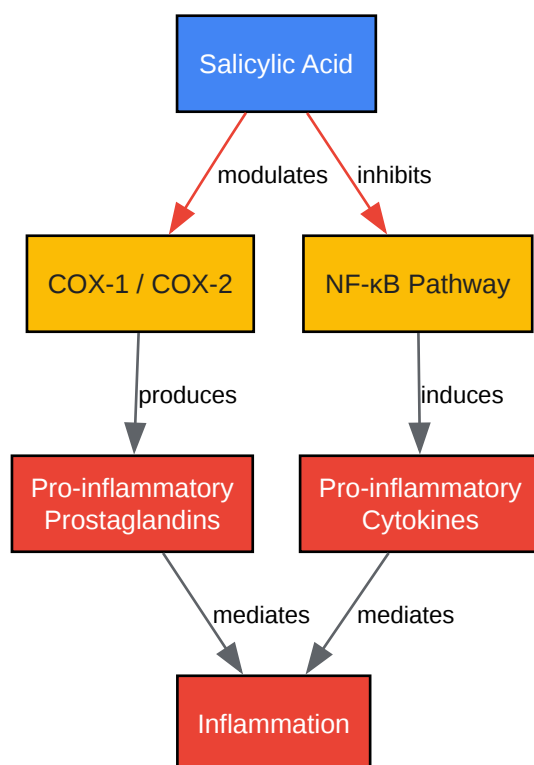 Salicylic Acid
modulates
inhibits
COX-1 / COX-2
NF-κB Pathway
produces
induces
Pro-inflammatory
Prostaglandins
Pro-inflammatory
Cytokines
mediates
mediates
Inflammation